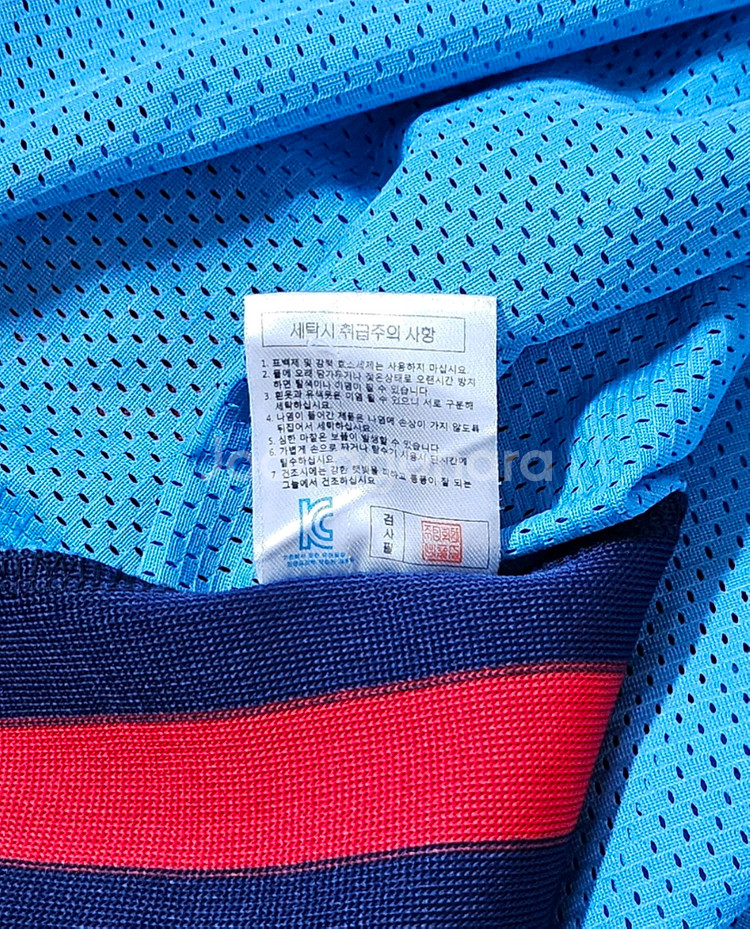 세탁시 취급주의 사항
1. 표백제 및 강력 효소세제는 사용하지 마십시요
2. 물에 오래 담가두거나 젖은상태로 오랜시간 방치
하면 탈색이나 이염이 될 수 있습니다
3. 흰옷과 유색옷은 이염 될 수 있으니 서로 구분해
세탁하십시요.
4. 나염이 들어간 제품은 나염에 손상이 가지 않도록
뒤집어서 세탁하십시요.
5. 심한 마찰은 보풀이 발생할 수 있습니다
6. 가볍게 손으로 짜거나 탈수기 사용시 단시간에
탈수하십시요.
7. 건조시에는 강한 햇빛을 피하고 통풍이 잘 되는
그늘에서 건조하십시요.
Joonggonara
KC
검사필